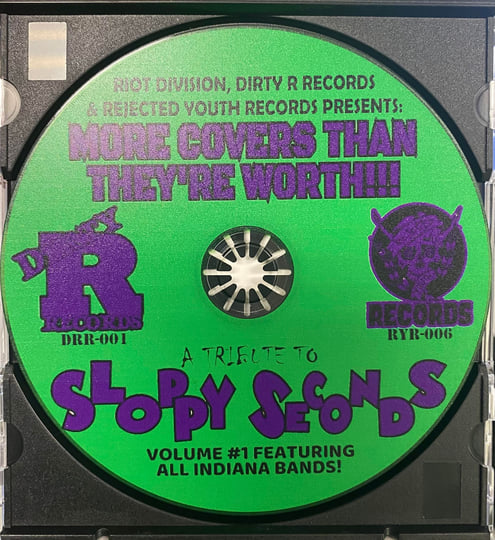 RIOT DIVISION, DIRTY R RECORDS
& REJECTED YOUTH RECORDS PRESENTS:
MORE COVERS THAN
THEY'RE WORTH!!!
DIRTY
R
RECORDS
DRR-001
RECORDS
RYR-006
A TRIBUTE TO
SLOPPY SECONDS
VOLUME #1 FEATURING
ALL INDIANA BANDS!